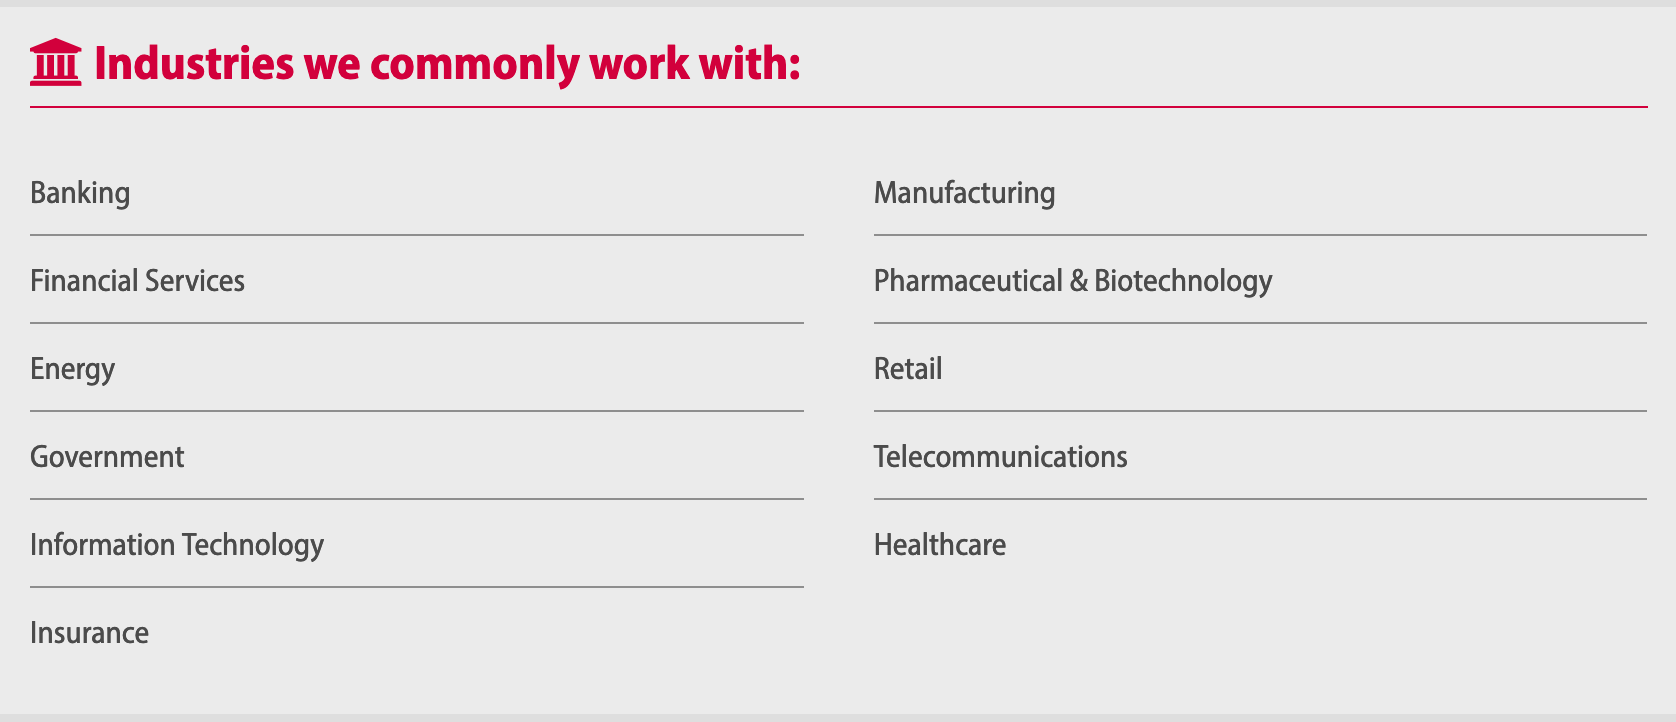 Industries we commonly work with:
Banking
Financial Services
Energy
Government
Information Technology
Insurance
Manufacturing
Pharmaceutical & Biotechnology
Retail
Telecommunications
Healthcare